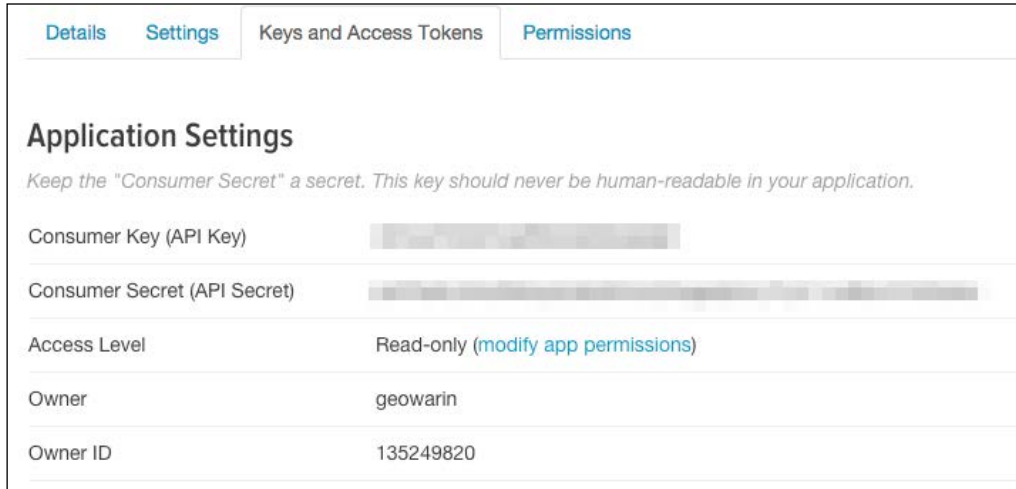 Details Settings Keys and Access Tokens Permissions
Application Settings
Keep the "Consumer Secret" a secret. This key should never be human-readable in your application.
Consumer Key (API Key)
Consumer Secret (API Secret)
Access Level Read-only (modify app permissions)
Owner geowarin
Owner ID 135249820